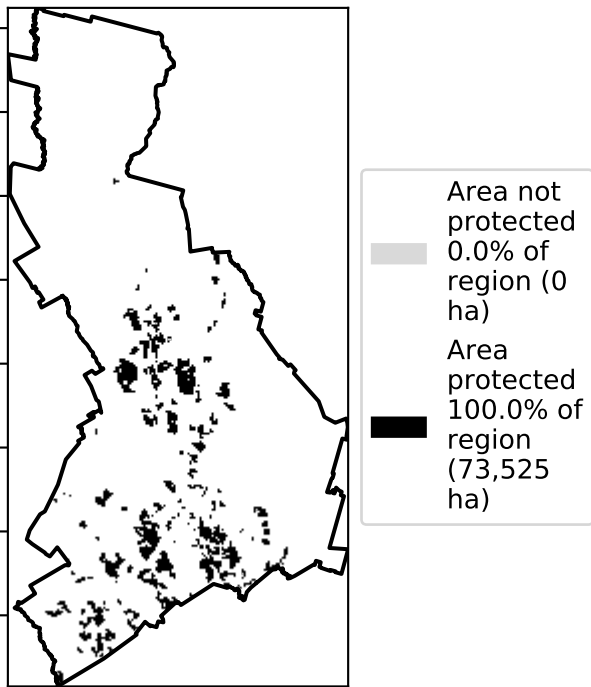 Area not
protected
0.0% of
region (0
ha)
Area
protected
100.0% of
region
(73,525
ha)